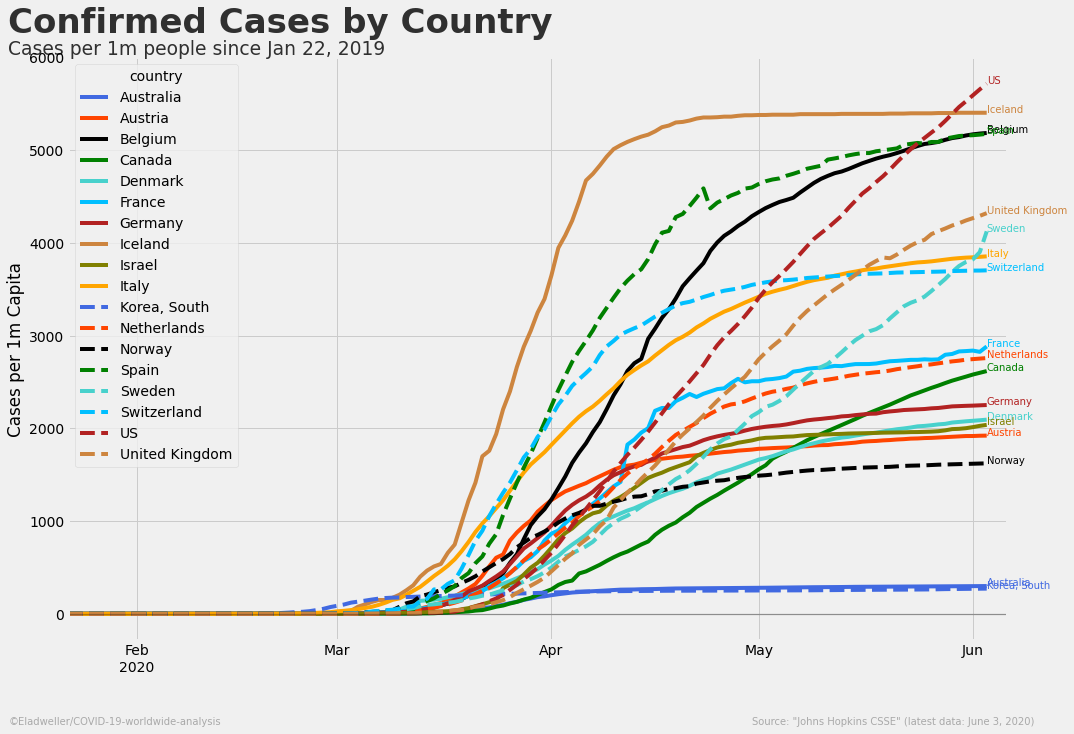 Confirmed Cases by Country
Cases per 1m people since Jan 22, 2019
6000
5000
4000
3000
2000
1000
0
Cases per 1m Capita
country
Australia
Austria
Belgium
Canada
Denmark
France
Germany
Iceland
Israel
Italy
Korea, South
Netherlands
Norway
Spain
Sweden
Switzerland
US
United Kingdom
US
Iceland
Belgium
Spain
United Kingdom
Sweden
Italy
Switzerland
France
Netherlands
Canada
Germany
Denmark
Israel
Austria
Norway
Australia
Korea, South
Feb
2020
Mar
Apr
May
Jun
©Eladweller/COVID-19-worldwide-analysis
Source: "Johns Hopkins CSSE" (latest data: June 3, 2020)